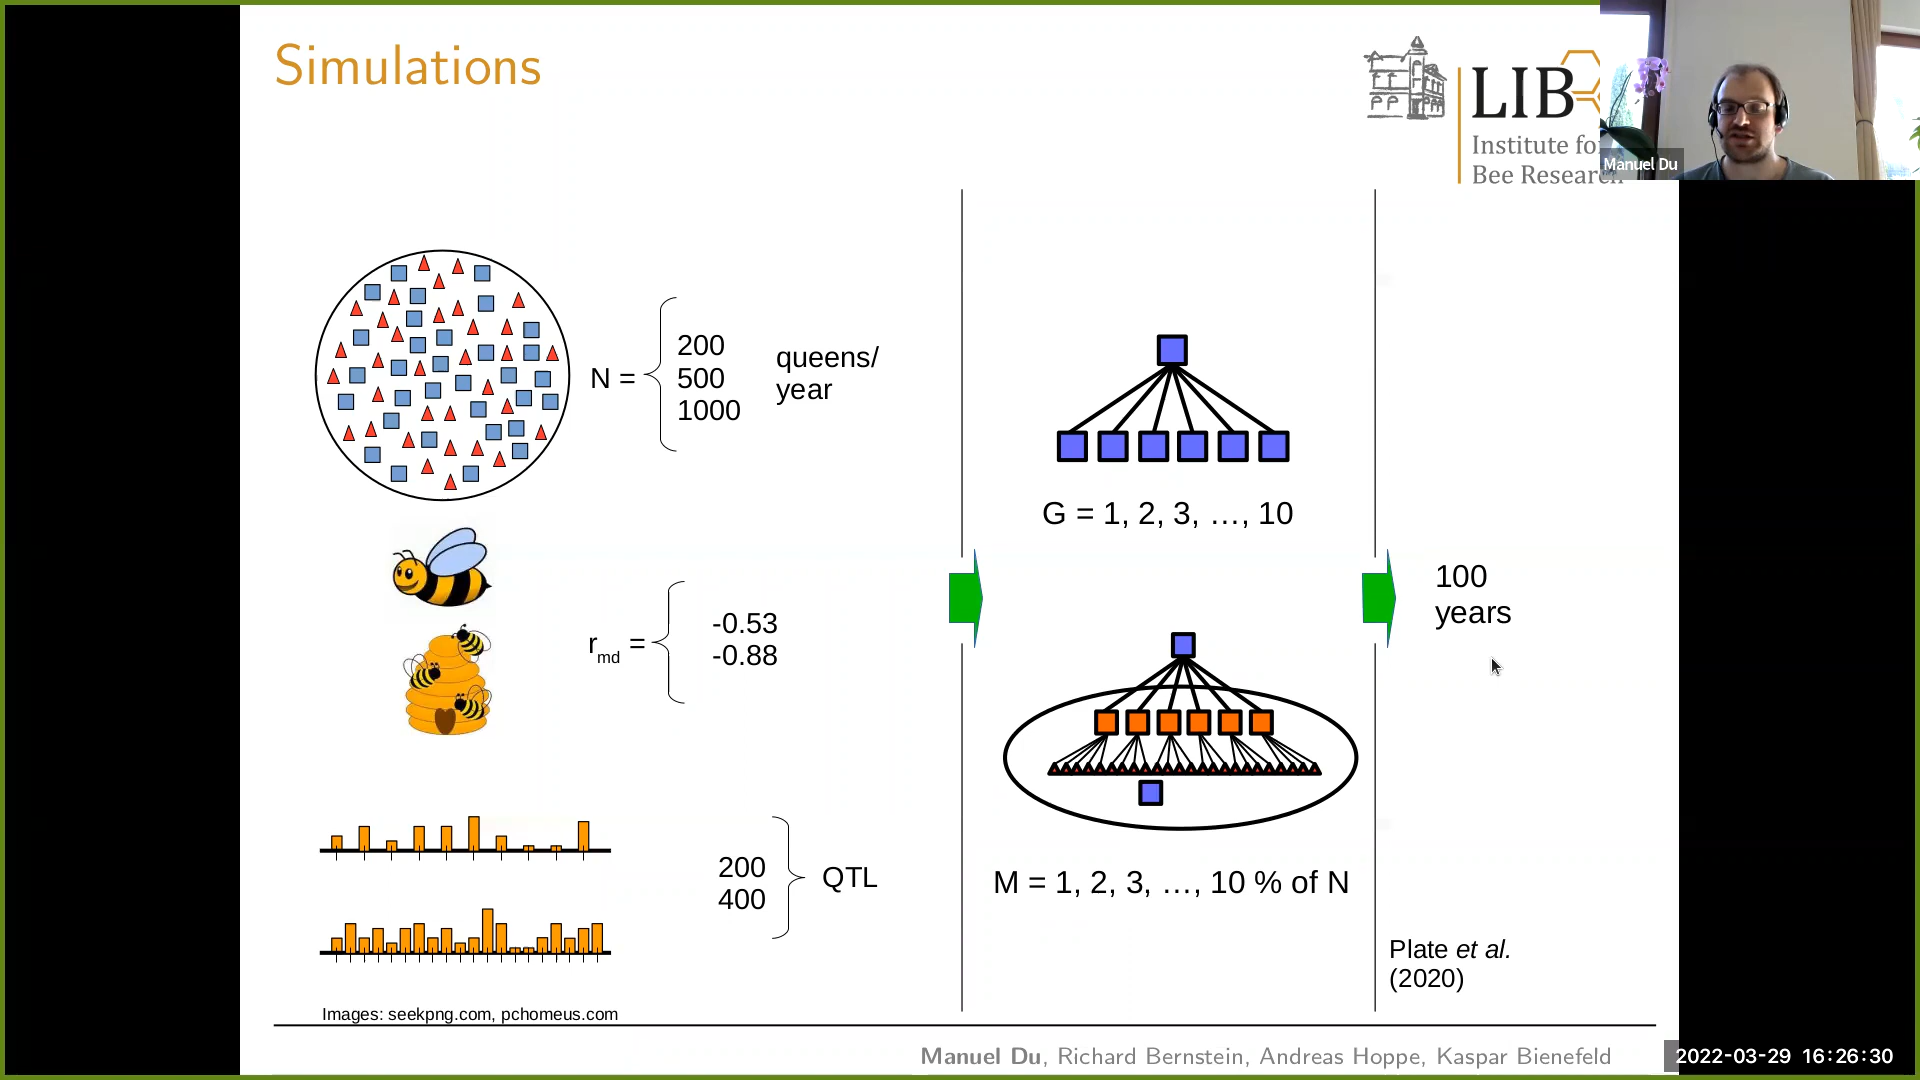 Simulations
LIB
Institute for
Bee Research
Manuel Du
N =
200
500
1000
queens/
year
rmd =
-0.53
-0.88
200
400
QTL
G = 1, 2, 3, …, 10
M = 1, 2, 3, …, 10 % of N
100
years
Plate et al.
(2020)
Images: seekpng.com, pchomeus.com
Manuel Du, Richard Bernstein, Andreas Hoppe, Kaspar Bienefeld
2022-03-29 16:26:30